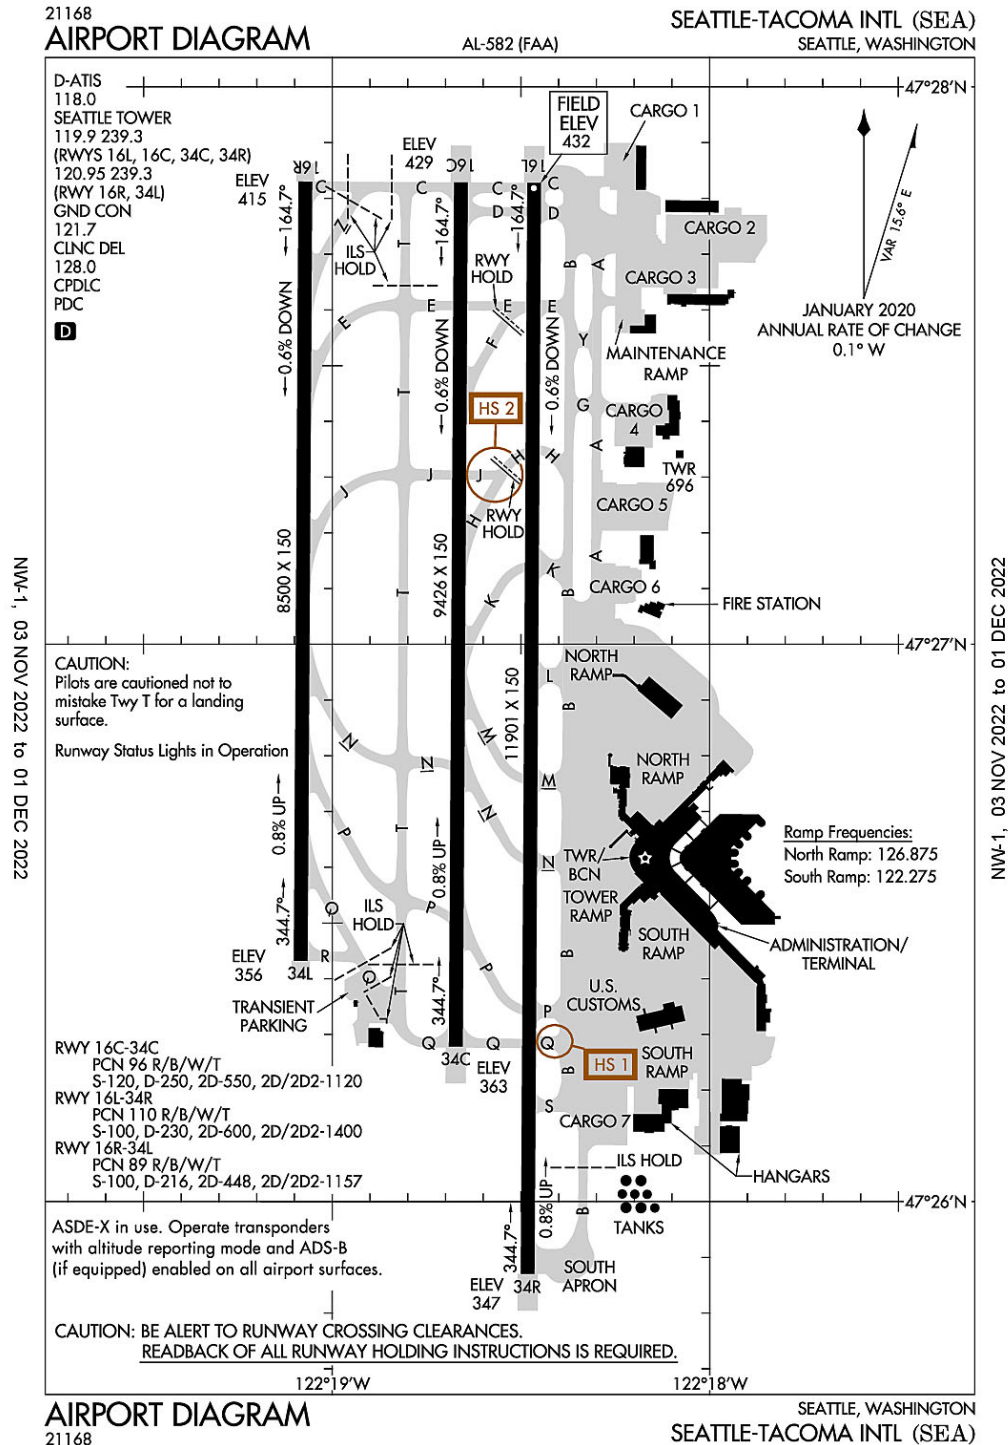 21168
AIRPORT DIAGRAM
AL-582 (FAA)
SEATTLE-TACOMA INTL (SEA)
SEATTLE, WASHINGTON
D-ATIS
118.0
SEATTLE TOWER
119.9 239.3
(RWYS 16L, 16C, 34C, 34R)
120.95 239.3
(RWY 16R, 34L)
GND CON
121.7
CLNC DEL
128.0
CPDLC
PDC
D
47°28'N
FIELD
ELEV
432
CARGO 1
ELEV
429
ELEV
415
16R
16C
16L
164.7°
164.7°
164.7°
C
C
C
D
D
Z
T
ILS
HOLD
RWY
HOLD
B
A
CARGO 2
CARGO 3
VAR 15.6° E
JANUARY 2020
ANNUAL RATE OF CHANGE
0.1° W
E
E
E
E
F
Y
0.6% DOWN
0.6% DOWN
0.6% DOWN
MAINTENANCE
RAMP
T
HS 2
G
CARGO
4
A
H
H
TWR
696
J
J
J
H
RWY
HOLD
CARGO 5
8500 X 150
9426 X 150
A
K
K
T
B
CARGO 6
FIRE STATION
47°27'N
CAUTION:
Pilots are cautioned not to
mistake Twy T for a landing
surface.
Runway Status Lights in Operation
NORTH
RAMP
L
B
11901 X 150
N
N
M
M
N
NORTH
RAMP
0.8% UP
P
T
0.8% UP
N
TWR/
BCN
TOWER
RAMP
SOUTH
RAMP
Ramp Frequencies:
North Ramp: 126.875
South Ramp: 122.275
ADMINISTRATION/
TERMINAL
Q
ILS
HOLD
P
344.7°
R
ELEV
356
34L
Q
P
B
TRANSIENT
PARKING
T
344.7°
U.S.
CUSTOMS
P
Q
Q
Q
34C
ELEV
363
HS 1
B
SOUTH
RAMP
RWY 16C-34C
PCN 96 R/B/W/T
S-120, D-250, 2D-550, 2D/2D2-1120
RWY 16L-34R
PCN 110 R/B/W/T
S-100, D-230, 2D-600, 2D/2D2-1400
RWY 16R-34L
PCN 89 R/B/W/T
S-100, D-216, 2D-448, 2D/2D2-1157
S
CARGO 7
HANGARS
ILS HOLD
TANKS
0.8% UP
B
47°26'N
344.7°
ASDE-X in use. Operate transponders
with altitude reporting mode and ADS-B
(if equipped) enabled on all airport surfaces.
SOUTH
APRON
ELEV
347
34R
CAUTION: BE ALERT TO RUNWAY CROSSING CLEARANCES.
READBACK OF ALL RUNWAY HOLDING INSTRUCTIONS IS REQUIRED.
122°19'W
122°18'W
NW-1, 03 NOV 2022 to 01 DEC 2022
NW-1, 03 NOV 2022 to 01 DEC 2022
AIRPORT DIAGRAM
21168
SEATTLE, WASHINGTON
SEATTLE-TACOMA INTL (SEA)